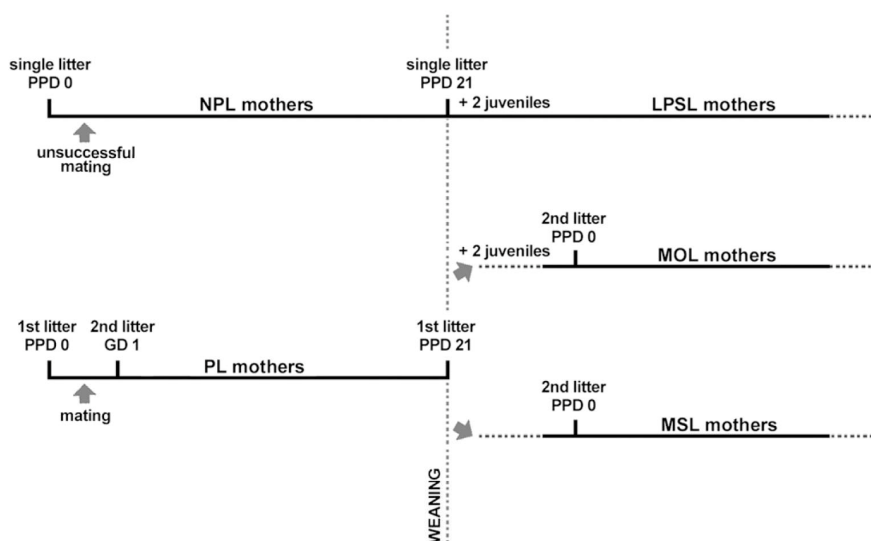 single litter
PPD 0
single litter
PPD 21
NPL mothers
+ 2 juveniles
LPSL mothers
unsuccessful
mating
2nd litter
PPD 0
+ 2 juveniles
MOL mothers
1st litter
PPD 0
2nd litter
GD 1
1st litter
PPD 21
PL mothers
mating
2nd litter
PPD 0
MSL mothers
WEANING